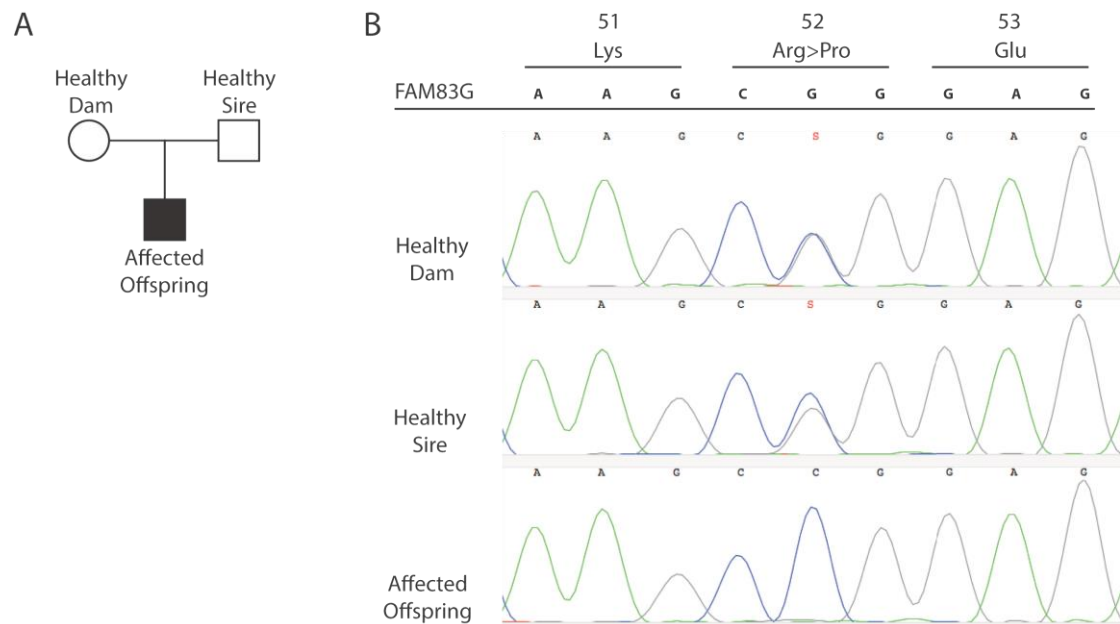 A
Healthy Dam
Healthy Sire
Affected Offspring
B
51 52 53
Lys Arg>Pro Glu
FAM83G A A G C G G G A G
A A G C S G G A G
Healthy Dam
A A G C S G G A G
Healthy Sire
A A G C C G G A G
Affected Offspring